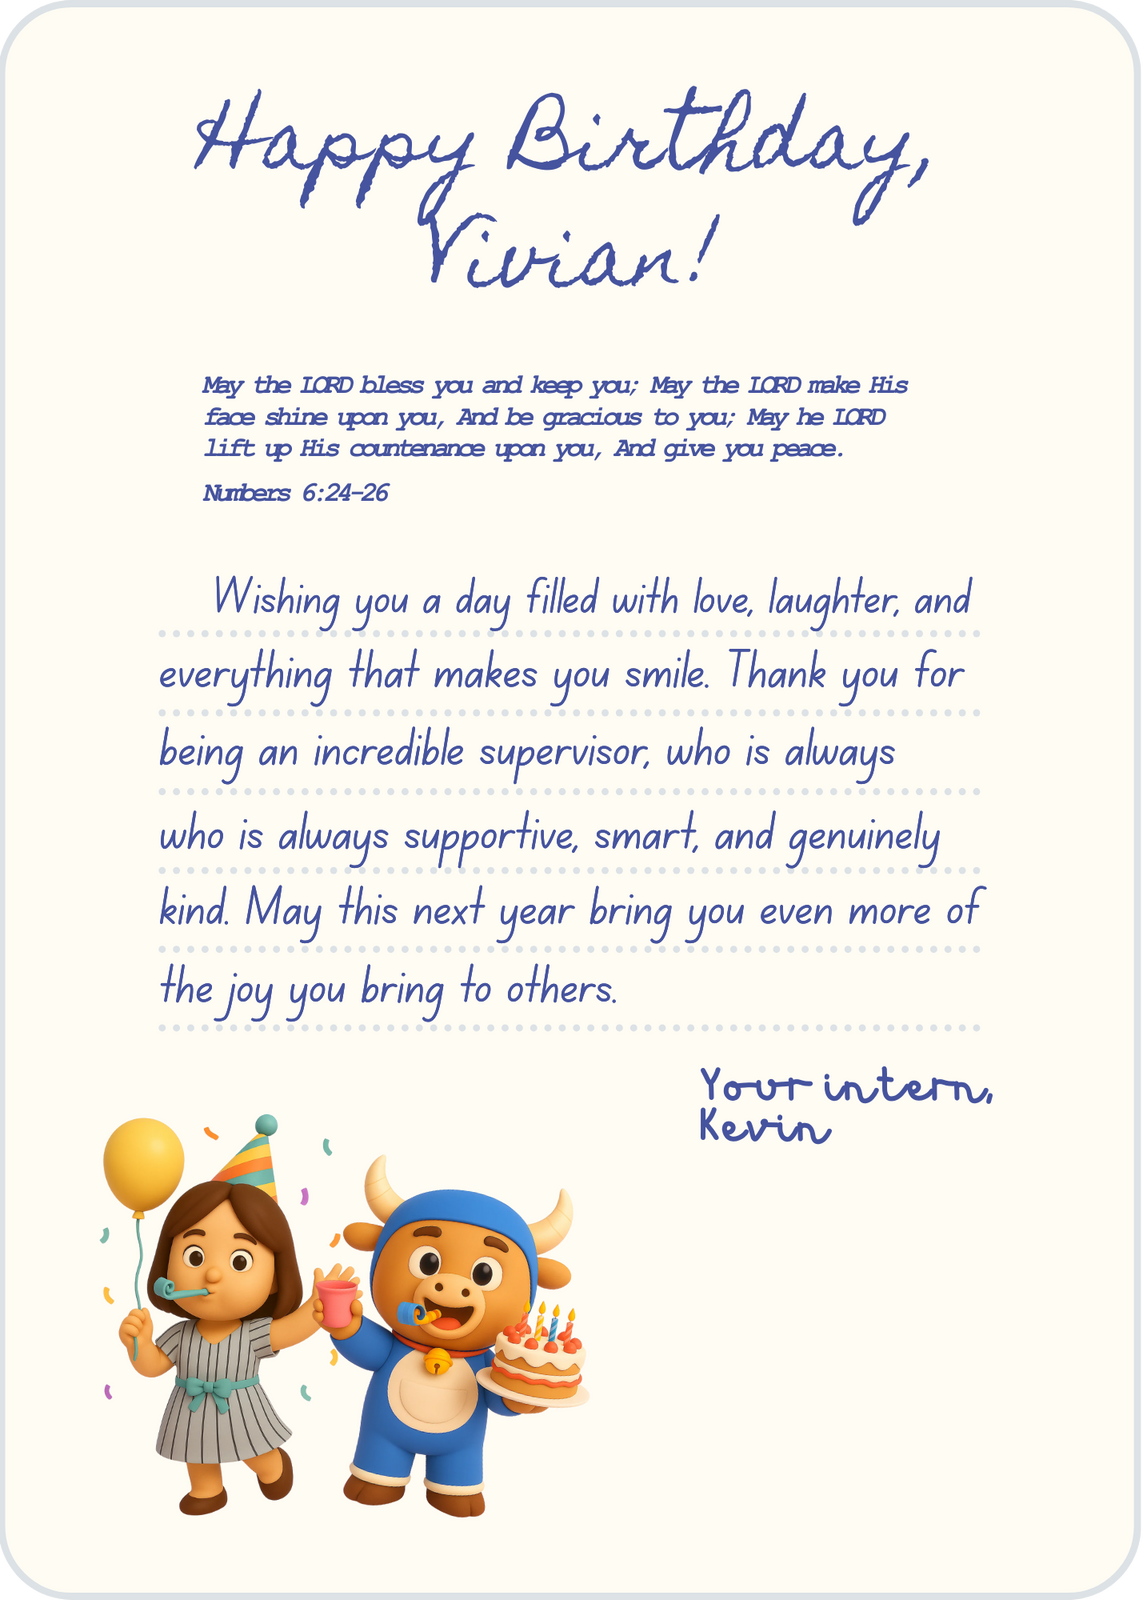 Happy Birthday,
Vivian!
May the LORD bless you and keep you; May the LORD make His
face shine upon you, And be gracious to you; May he LORD
lift up His countenance upon you, And give you peace.
Numbers 6:24-26
Wishing you a day filled with love, laughter, and
everything that makes you smile. Thank you for
being an incredible supervisor, who is always
who is always supportive, smart, and genuinely
kind. May this next year bring you even more of
the joy you bring to others.
Your intern,
Kevin